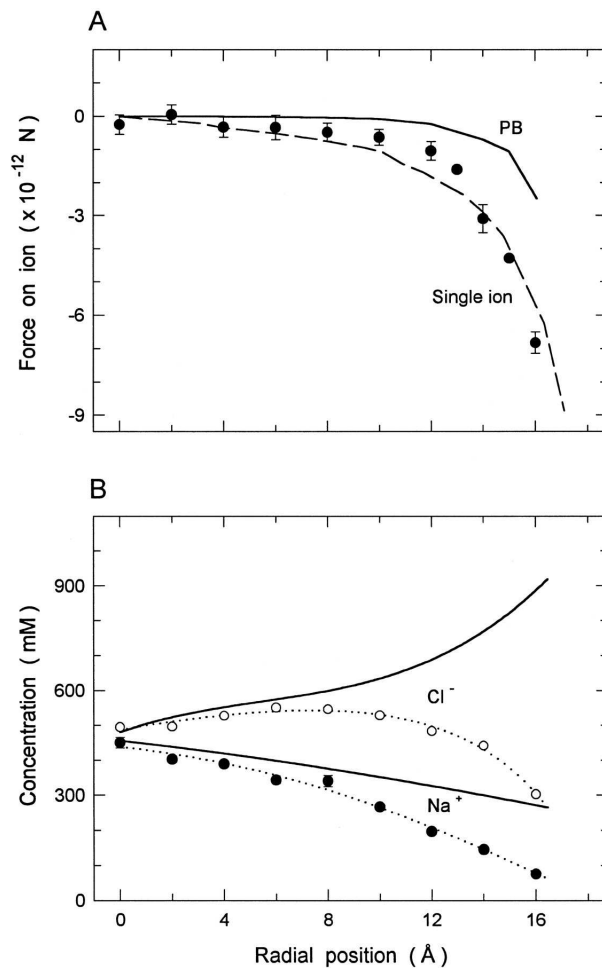 A
Force on ion ( x 10⁻¹² N )
0
-3
-6
-9
PB
Single ion
B
Concentration ( mM )
900
600
300
0
Cl⁻
Na⁺
0 4 8 12 16
Radial position ( Å )